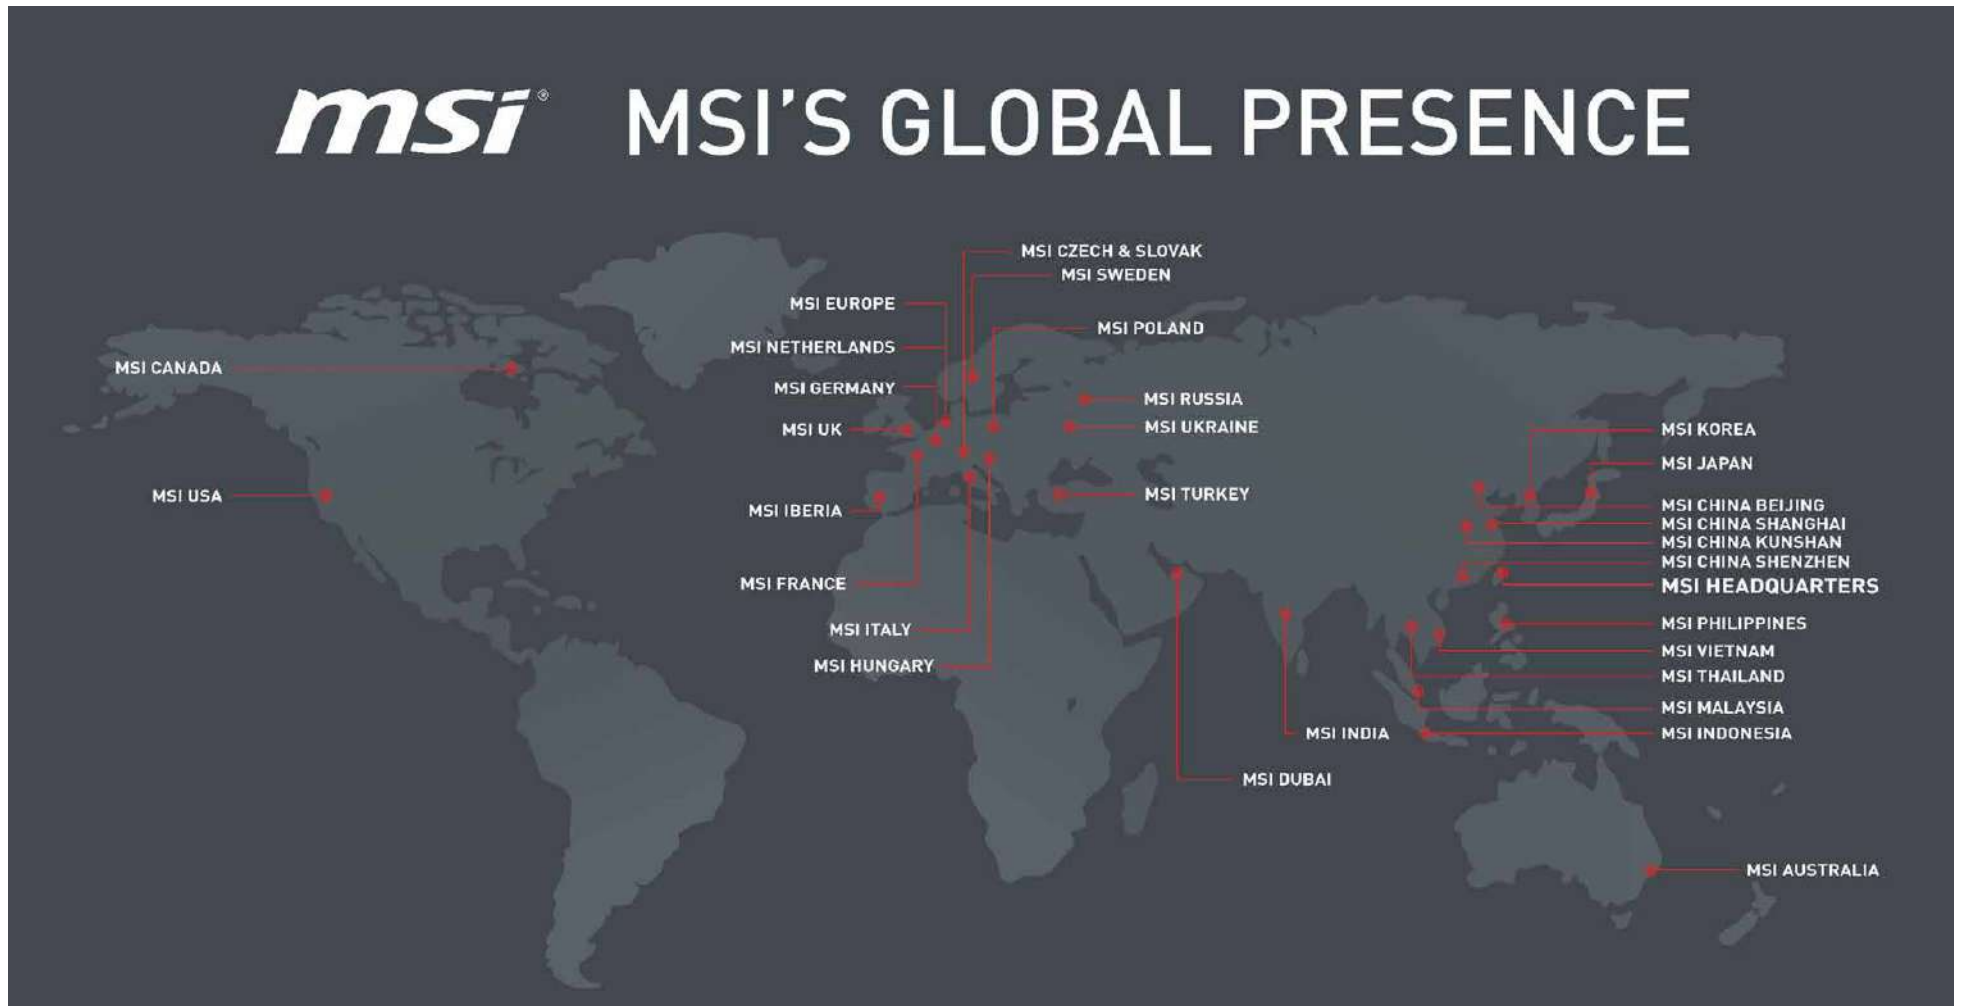 msi® MSI'S GLOBAL PRESENCE
MSI CZECH & SLOVAK
MSI SWEDEN
MSI EUROPE
MSI POLAND
MSI NETHERLANDS
MSI CANADA
MSI GERMANY
MSI RUSSIA
MSI UK
MSI UKRAINE
MSI KOREA
MSI JAPAN
MSI USA
MSI TURKEY
MSI IBERIA
MSI CHINA BEIJING
MSI CHINA SHANGHAI
MSI CHINA KUNSHAN
MSI CHINA SHENZHEN
MSI FRANCE
MSI HEADQUARTERS
MSI ITALY
MSI PHILIPPINES
MSI VIETNAM
MSI HUNGARY
MSI THAILAND
MSI MALAYSIA
MSI INDIA
MSI INDONESIA
MSI DUBAI
MSI AUSTRALIA